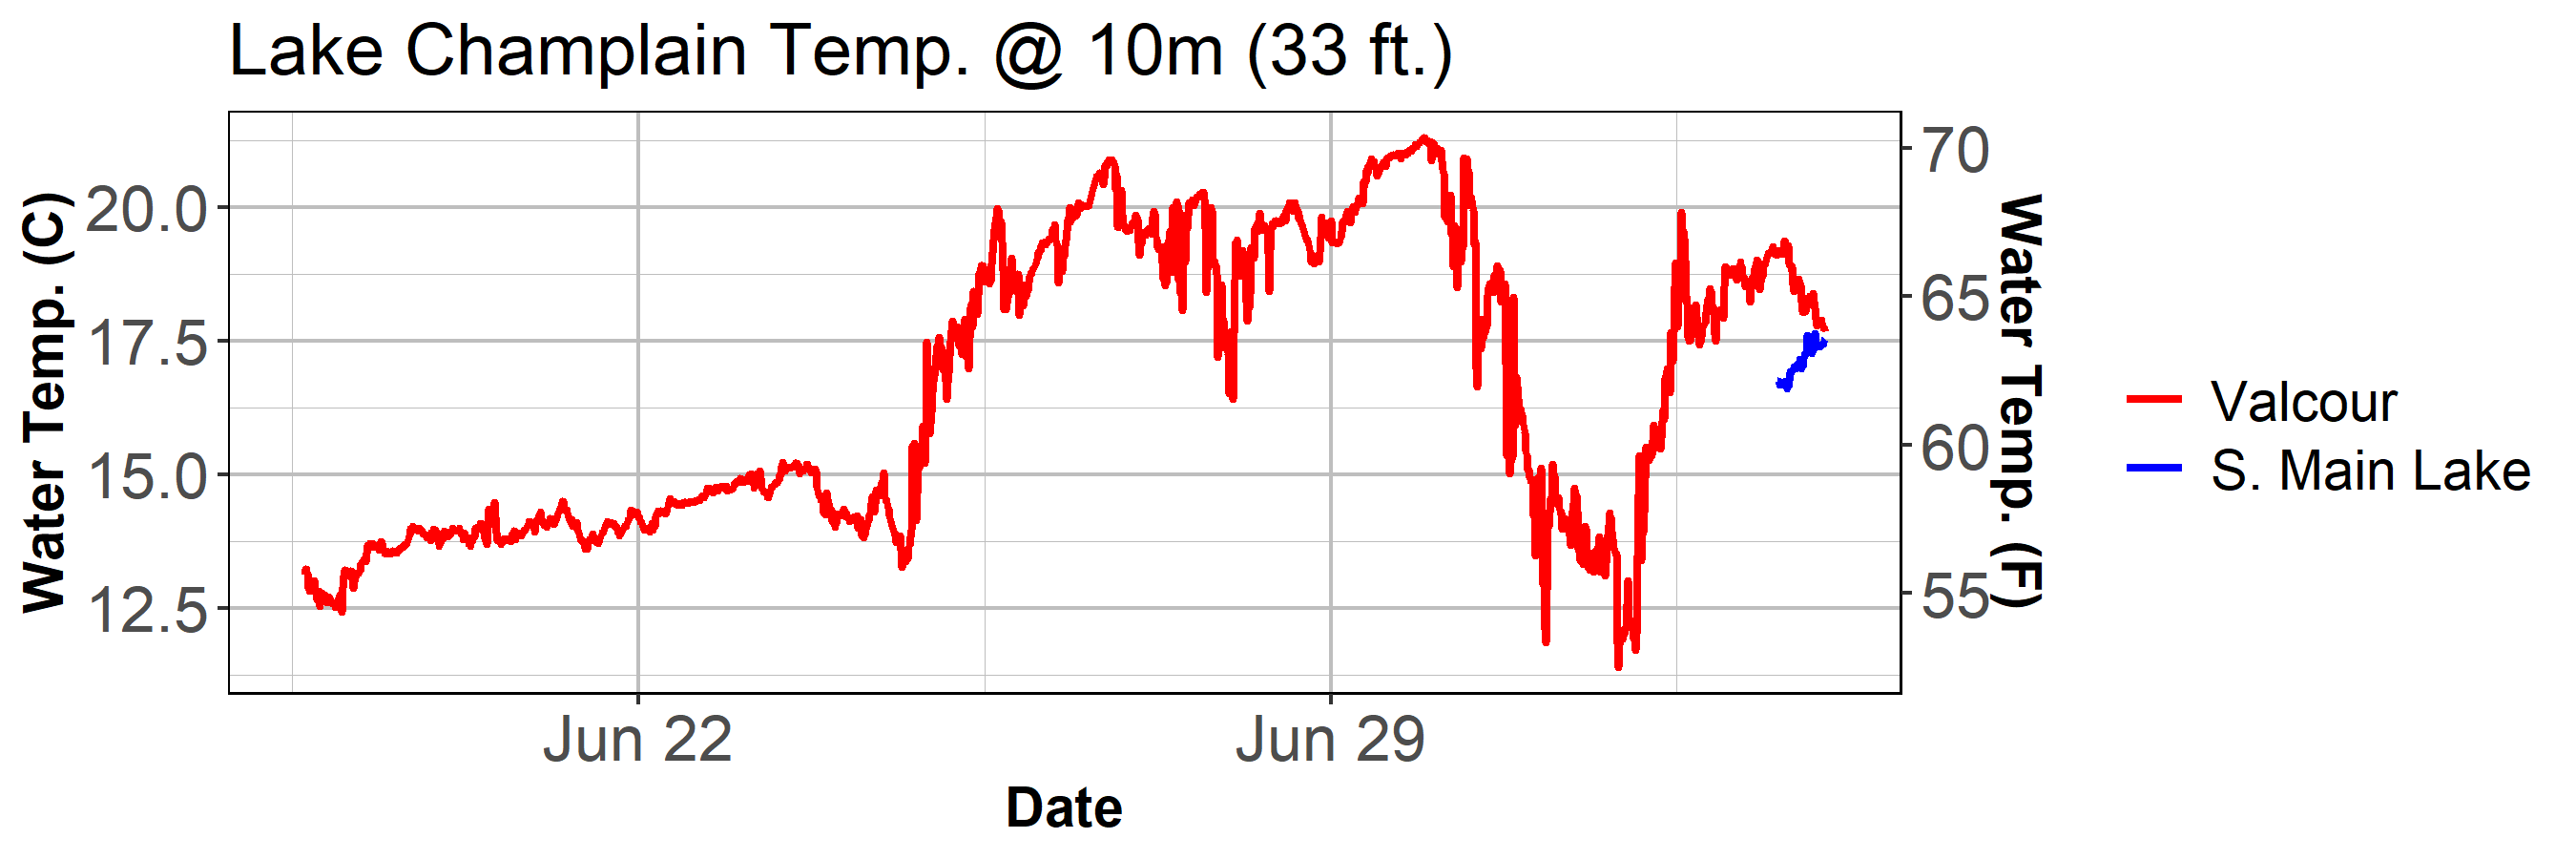 Lake Champlain Temp. @ 10m (33 ft.)
Water Temp. (C)
20.0
17.5
15.0
12.5
70
65
60
55
Water Temp. (F)
Jun 22
Jun 29
Date
Valcour
S. Main Lake